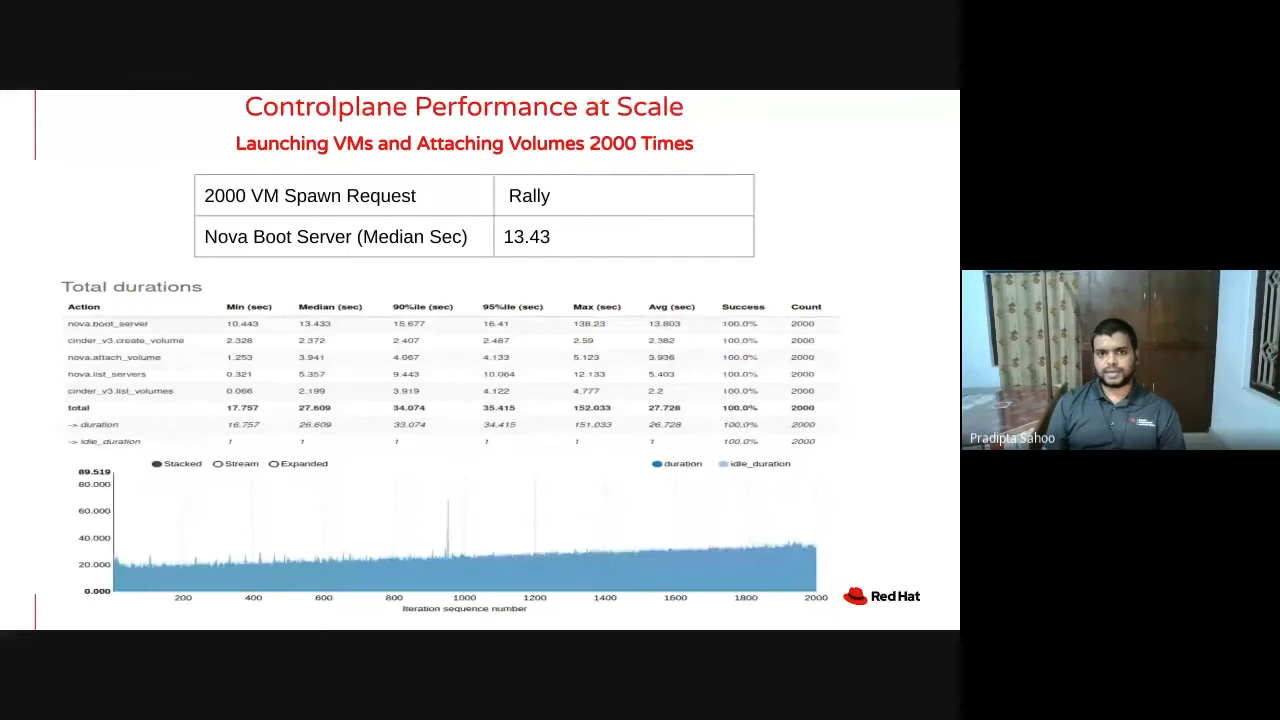 Controlplane Performance at Scale
Launching VMs and Attaching Volumes 2000 Times
2000 VM Spawn Request Rally
Nova Boot Server (Median Sec) 13.43
Total durations
Action Min (sec) Median (sec) 90%ile (sec) 95%ile (sec) Max (sec) Avg (sec) Success Count
nova.boot_server 10.443 13.433 15.677 16.41 138.23 13.803 100.0% 2000
cinder_v3.create_volume 2.328 2.372 2.407 2.487 2.59 2.382 100.0% 2000
nova.attach_volume 1.253 3.941 4.067 4.133 5.123 3.936 100.0% 2000
nova.list_servers 0.321 5.357 9.443 10.064 12.133 5.403 100.0% 2000
cinder_v3.list_volumes 0.066 2.199 3.919 4.122 4.777 2.2 100.0% 2000
total 17.757 27.609 34.074 35.415 152.033 27.728 100.0% 2000
-> duration 16.757 26.609 33.074 34.415 151.033 26.728 100.0% 2000
-> idle_duration 1 1 1 1 1 1 100.0% 2000
Stacked Stream Expanded duration idle_duration
89.519
80.000
60.000
40.000
20.000
0.000
200 400 600 800 1000 1200 1400 1600 1800 2000
Iteration sequence number
Red Hat
Pradipta Sahoo